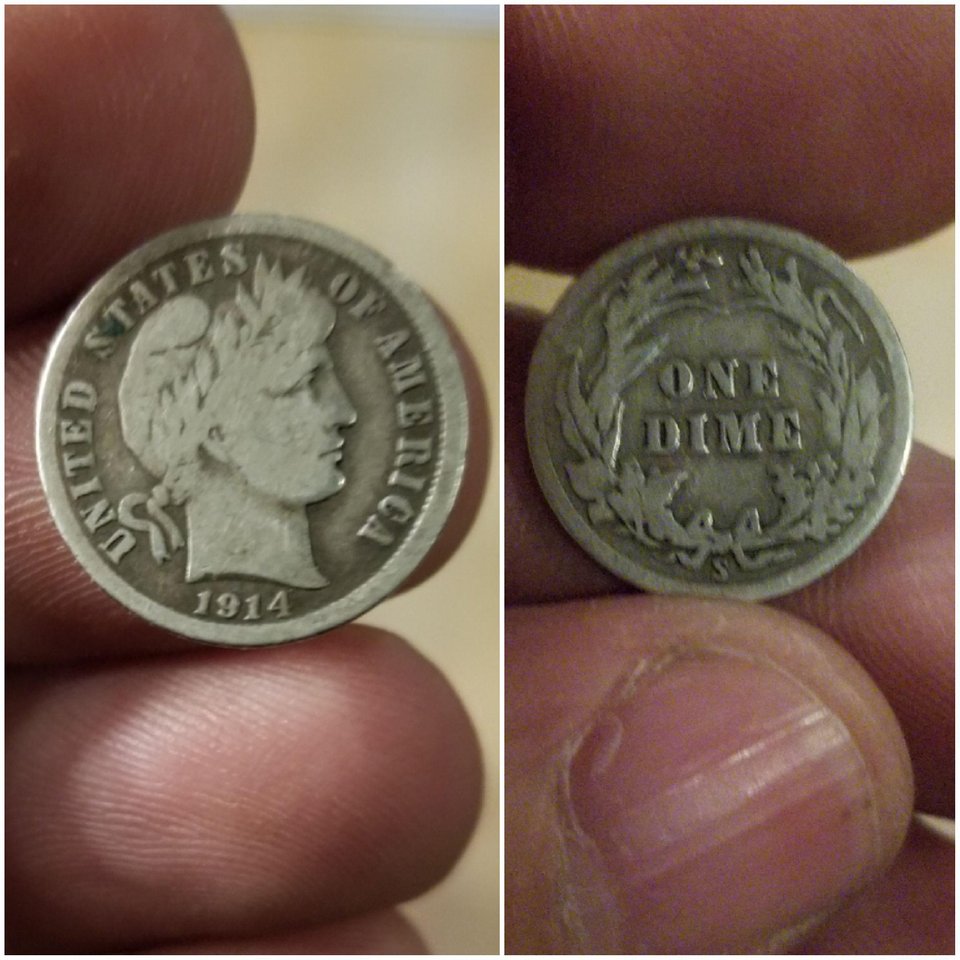 UNITED STATES OF AMERICA
1914
ONE
DIME
S